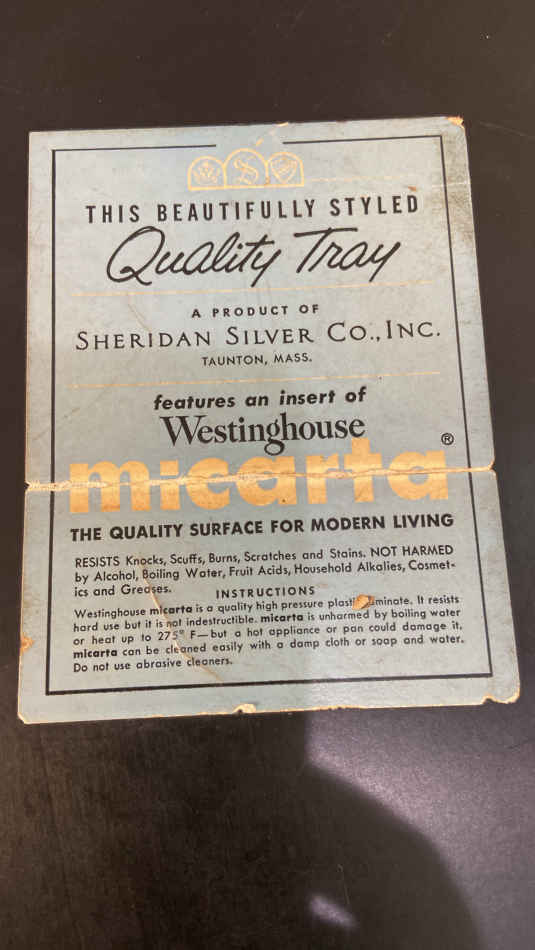 THIS BEAUTIFULLY STYLED
Quality Tray
A PRODUCT OF
SHERIDAN SILVER CO., INC.
TAUNTON, MASS.
features an insert of
Westinghouse
micarta ®
THE QUALITY SURFACE FOR MODERN LIVING
RESISTS Knocks, Scuffs, Burns, Scratches and Stains. NOT HARMED
by Alcohol, Boiling Water, Fruit Acids, Household Alkalies, Cosmet-
ics and Greases.
INSTRUCTIONS
Westinghouse micarta is a quality high pressure plasti minate. It resists
hard use but it is not indestructible. micarta is unharmed by boiling water
or heat up to 275° F—but a hot appliance or pan could damage it.
micarta can be cleaned easily with a damp cloth or soap and water.
Do not use abrasive cleaners.